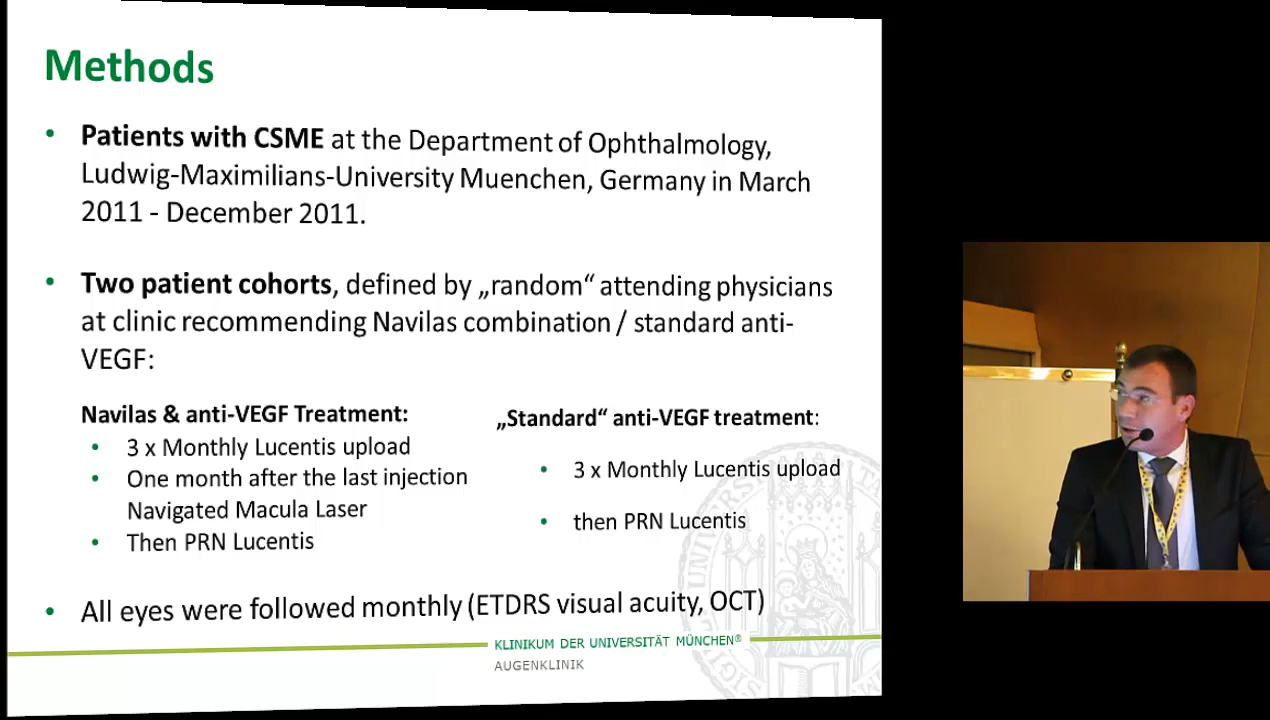 Methods
• Patients with CSME at the Department of Ophthalmology,
Ludwig-Maximilians-University Muenchen, Germany in March
2011 - December 2011.
• Two patient cohorts, defined by „random“ attending physicians
at clinic recommending Navilas combination / standard anti-
VEGF:
Navilas & anti-VEGF Treatment:
• 3 x Monthly Lucentis upload
• One month after the last injection
Navigated Macula Laser
• Then PRN Lucentis
„Standard“ anti-VEGF treatment:
• 3 x Monthly Lucentis upload
• then PRN Lucentis
• All eyes were followed monthly (ETDRS visual acuity, OCT)
KLINIKUM DER UNIVERSITÄT MÜNCHEN®
AUGENKLINIK